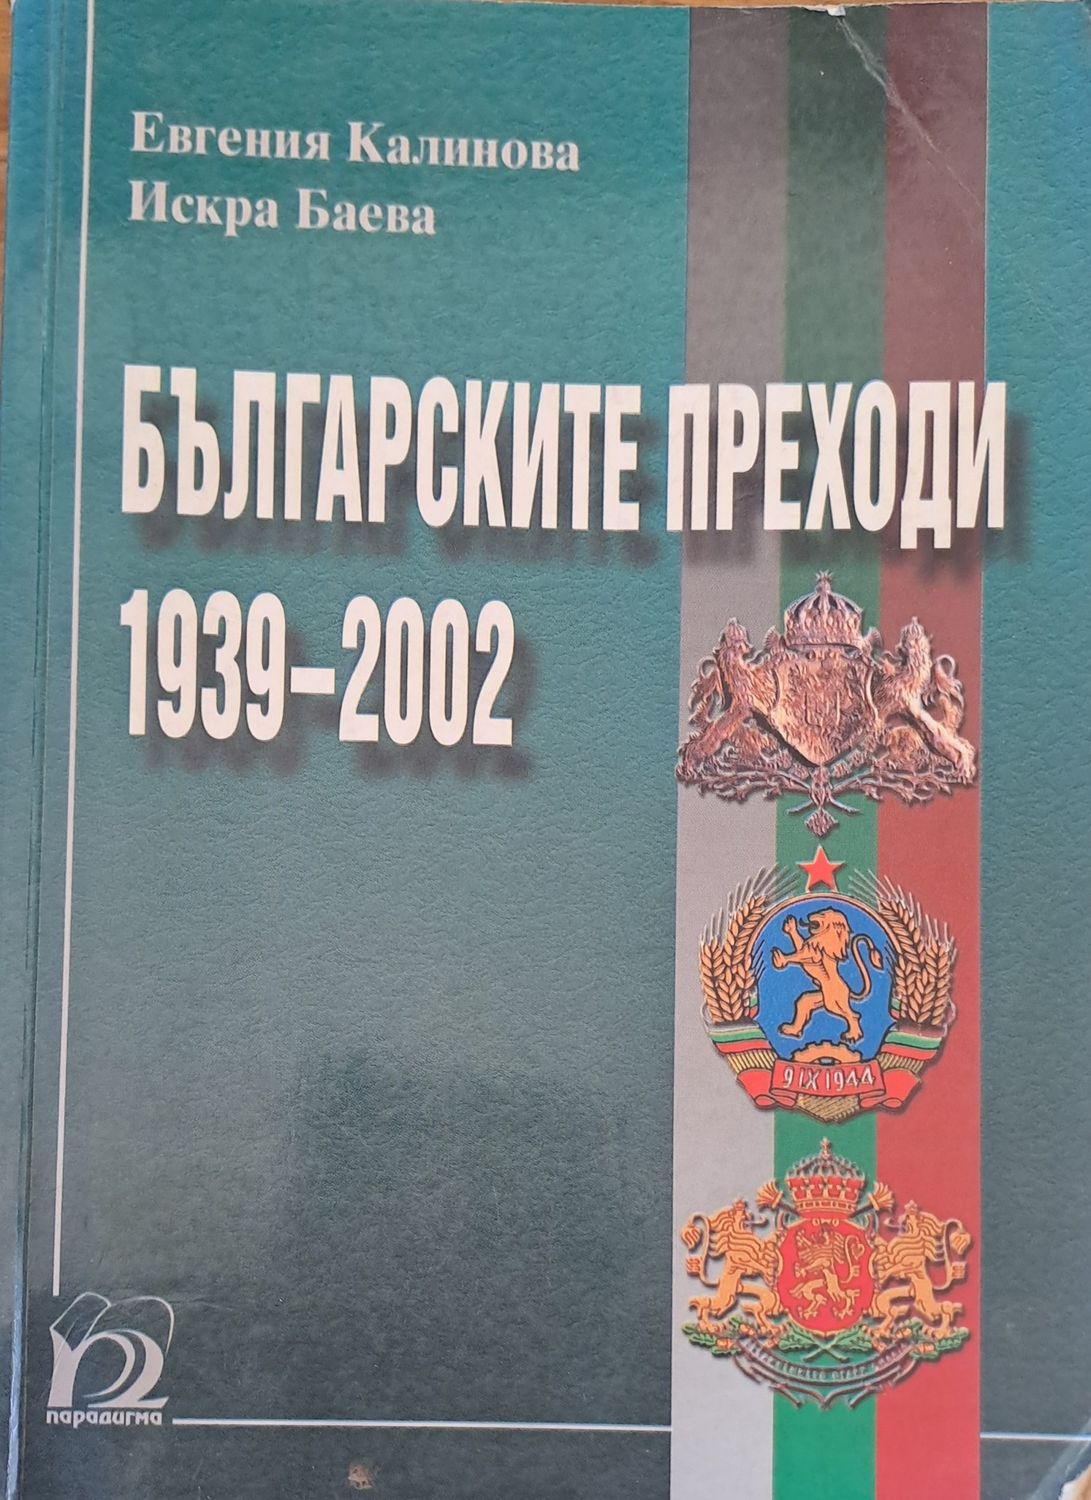 Евгения Калинова
Искра Баева
БЪЛГАРСКИТЕ ПРЕХОДИ
1939–2002
9 IX 1944
парадигма